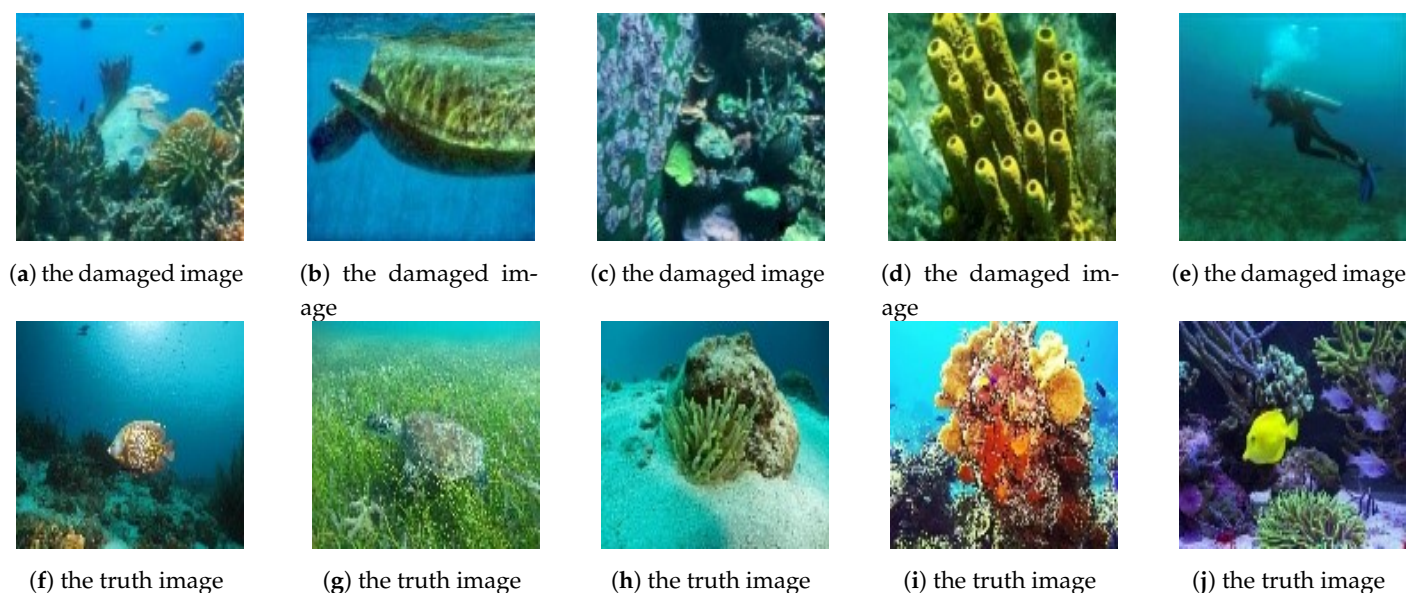 (a) the damaged image
(b) the damaged im-
age
(c) the damaged image
(d) the damaged im-
age
(e) the damaged image
(f) the truth image
(g) the truth image
(h) the truth image
(i) the truth image
(j) the truth image